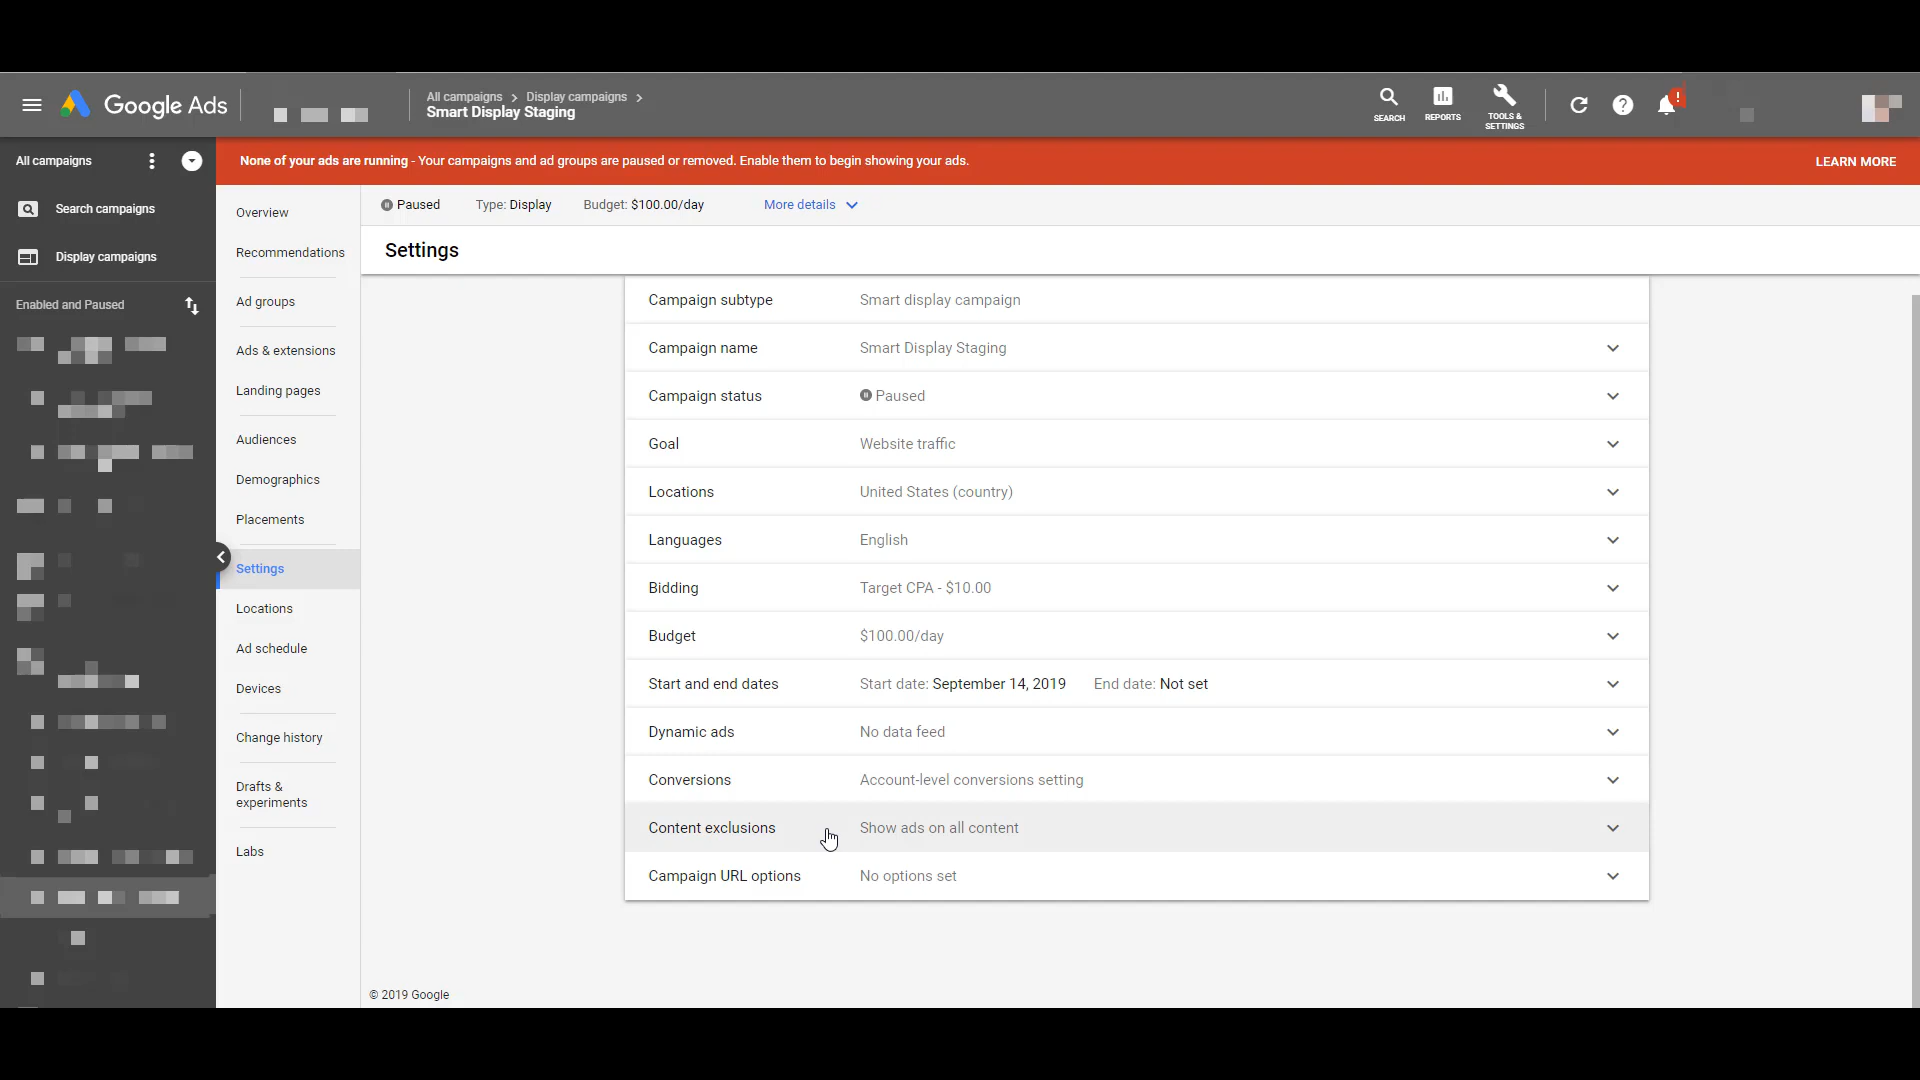 Google Ads
All campaigns > Display campaigns >
Smart Display Staging
SEARCH
REPORTS
TOOLS &
SETTINGS
All campaigns
None of your ads are running - Your campaigns and ad groups are paused or removed. Enable them to begin showing your ads.
LEARN MORE
Search campaigns
Display campaigns
Enabled and Paused
Overview
Recommendations
Ad groups
Ads & extensions
Landing pages
Audiences
Demographics
Placements
Settings
Locations
Ad schedule
Devices
Change history
Drafts &
experiments
Labs
Paused Type: Display Budget: $100.00/day More details
Settings
Campaign subtype Smart display campaign
Campaign name Smart Display Staging
Campaign status Paused
Goal Website traffic
Locations United States (country)
Languages English
Bidding Target CPA - $10.00
Budget $100.00/day
Start and end dates Start date: September 14, 2019 End date: Not set
Dynamic ads No data feed
Conversions Account-level conversions setting
Content exclusions Show ads on all content
Campaign URL options No options set
© 2019 Google